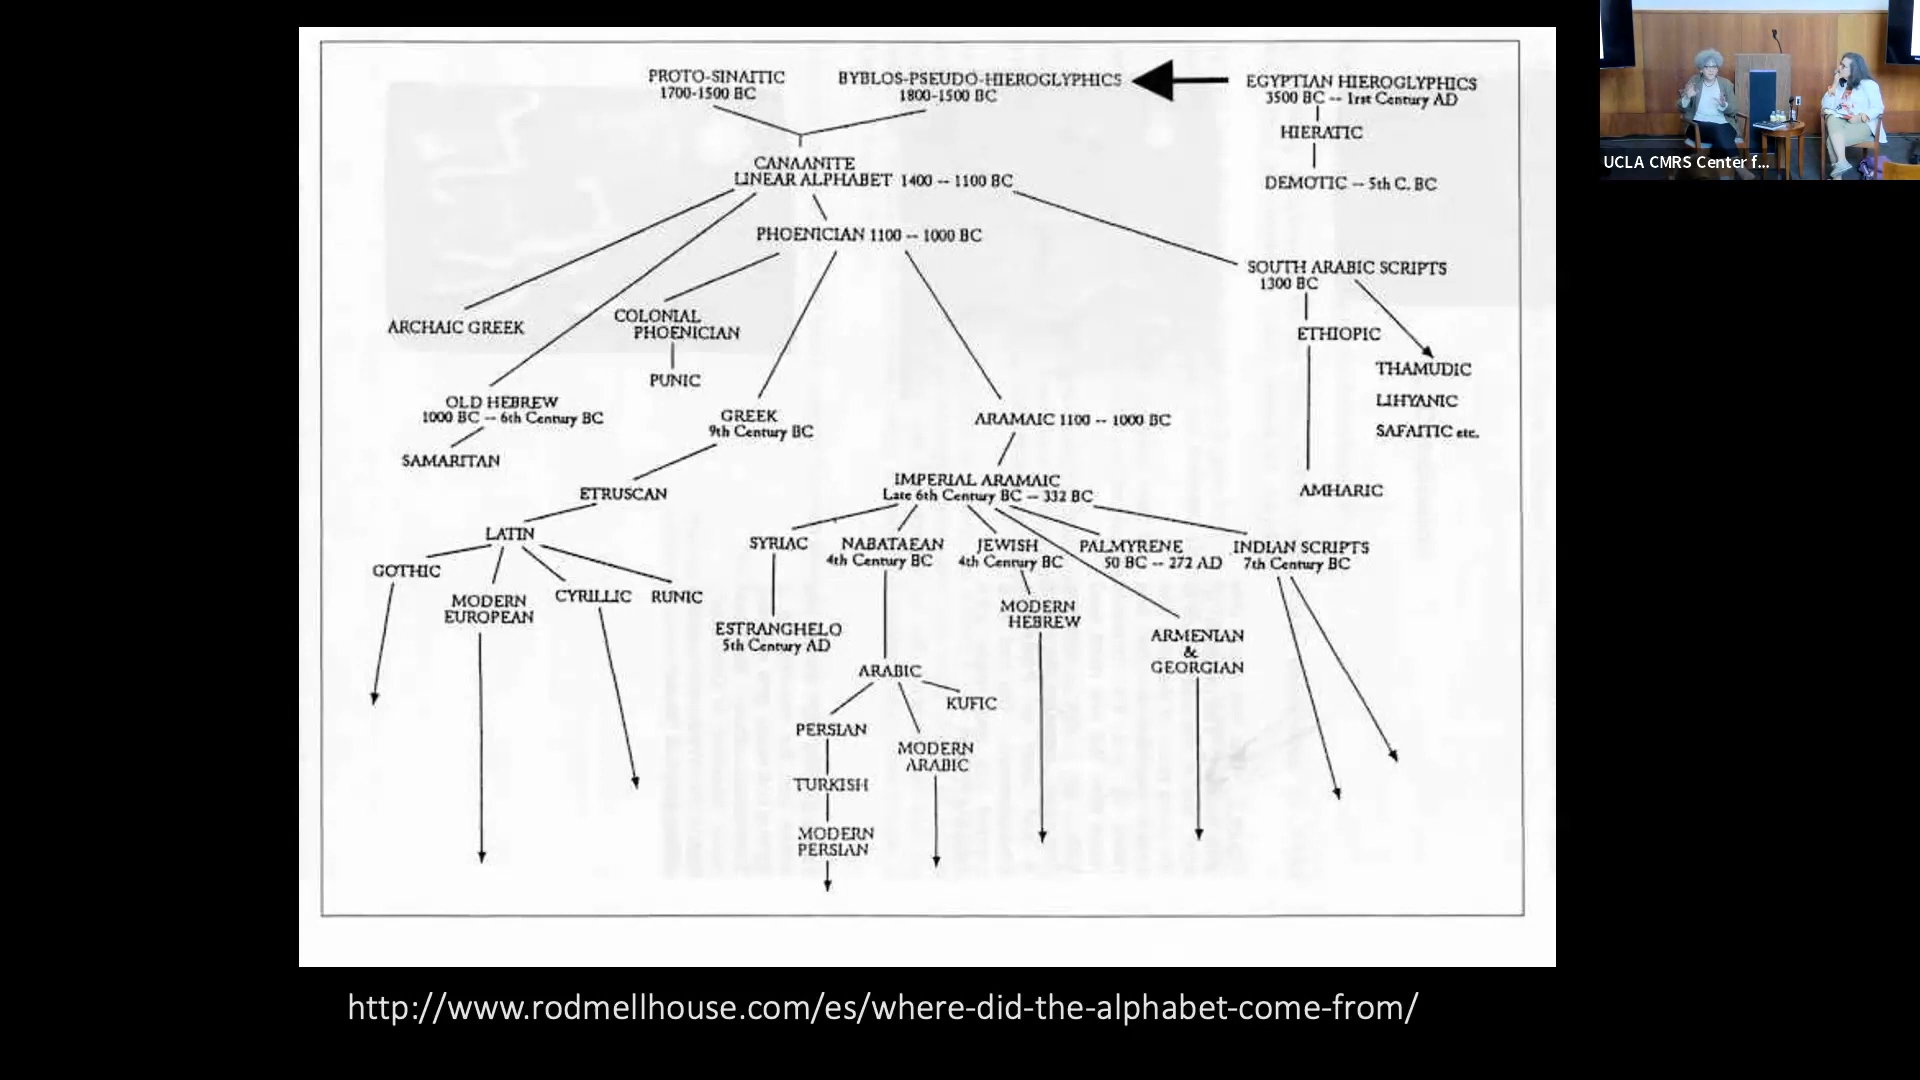 PROTO-SINAITIC
1700-1500 BC
BYBLOS-PSEUDO-HIEROGLYPHICS
1800-1500 BC
EGYPTIAN HIEROGLYPHICS
3500 BC -- 1rst Century AD
HIERATIC
DEMOTIC -- 5th C. BC
CANAANITE
LINEAR ALPHABET 1400 -- 1100 BC
PHOENICIAN 1100 -- 1000 BC
SOUTH ARABIC SCRIPTS
1300 BC
ARCHAIC GREEK
COLONIAL
PHOENICIAN
PUNIC
ETHIOPIC
THAMUDIC
LIHYANIC
SAFAITIC etc.
OLD HEBREW
1000 BC -- 6th Century BC
SAMARITAN
GREEK
9th Century BC
ARAMAIC 1100 -- 1000 BC
ETRUSCAN
IMPERIAL ARAMAIC
Late 6th Century BC -- 332 BC
AMHARIC
LATIN
SYRIAC
NABATAEAN
4th Century BC
JEWISH
4th Century BC
PALMYRENE
50 BC -- 272 AD
INDIAN SCRIPTS
7th Century BC
GOTHIC
MODERN
EUROPEAN
CYRILLIC
RUNIC
ESTRANGHELO
5th Century AD
MODERN
HEBREW
ARMENIAN
&
GEORGIAN
ARABIC
KUFIC
PERSIAN
MODERN
ARABIC
TURKISH
MODERN
PERSIAN
http://www.rodmellhouse.com/es/where-did-the-alphabet-come-from/
UCLA CMRS Center f...